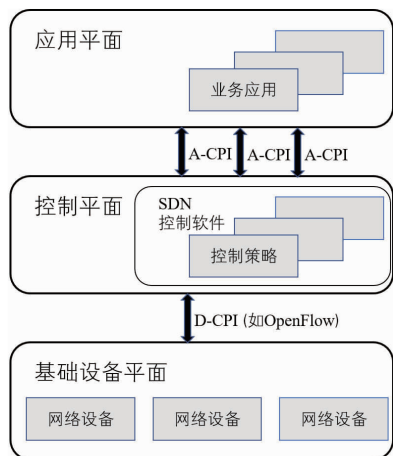 应用平面
业务应用
A-CPI A-CPI A-CPI
控制平面
SDN
控制软件
控制策略
D-CPI (如OpenFlow)
基础设备平面
网络设备 网络设备 网络设备